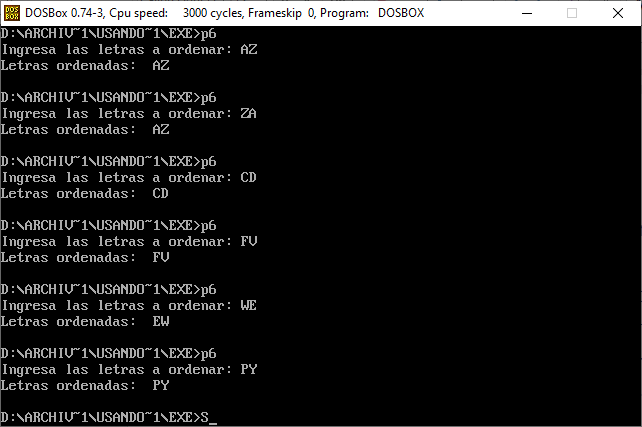 DOS BOX DOSBox 0.74-3, Cpu speed: 3000 cycles, Frameskip 0, Program: DOSBOX
D:\ARCHIV~1\USANDO~1\EXE>p6
Ingresa las letras a ordenar: AZ
Letras ordenadas: AZ
D:\ARCHIV~1\USANDO~1\EXE>p6
Ingresa las letras a ordenar: ZA
Letras ordenadas: AZ
D:\ARCHIV~1\USANDO~1\EXE>p6
Ingresa las letras a ordenar: CD
Letras ordenadas: CD
D:\ARCHIV~1\USANDO~1\EXE>p6
Ingresa las letras a ordenar: FV
Letras ordenadas: FV
D:\ARCHIV~1\USANDO~1\EXE>p6
Ingresa las letras a ordenar: WE
Letras ordenadas: EW
D:\ARCHIV~1\USANDO~1\EXE>p6
Ingresa las letras a ordenar: PY
Letras ordenadas: PY
D:\ARCHIV~1\USANDO~1\EXE>S_